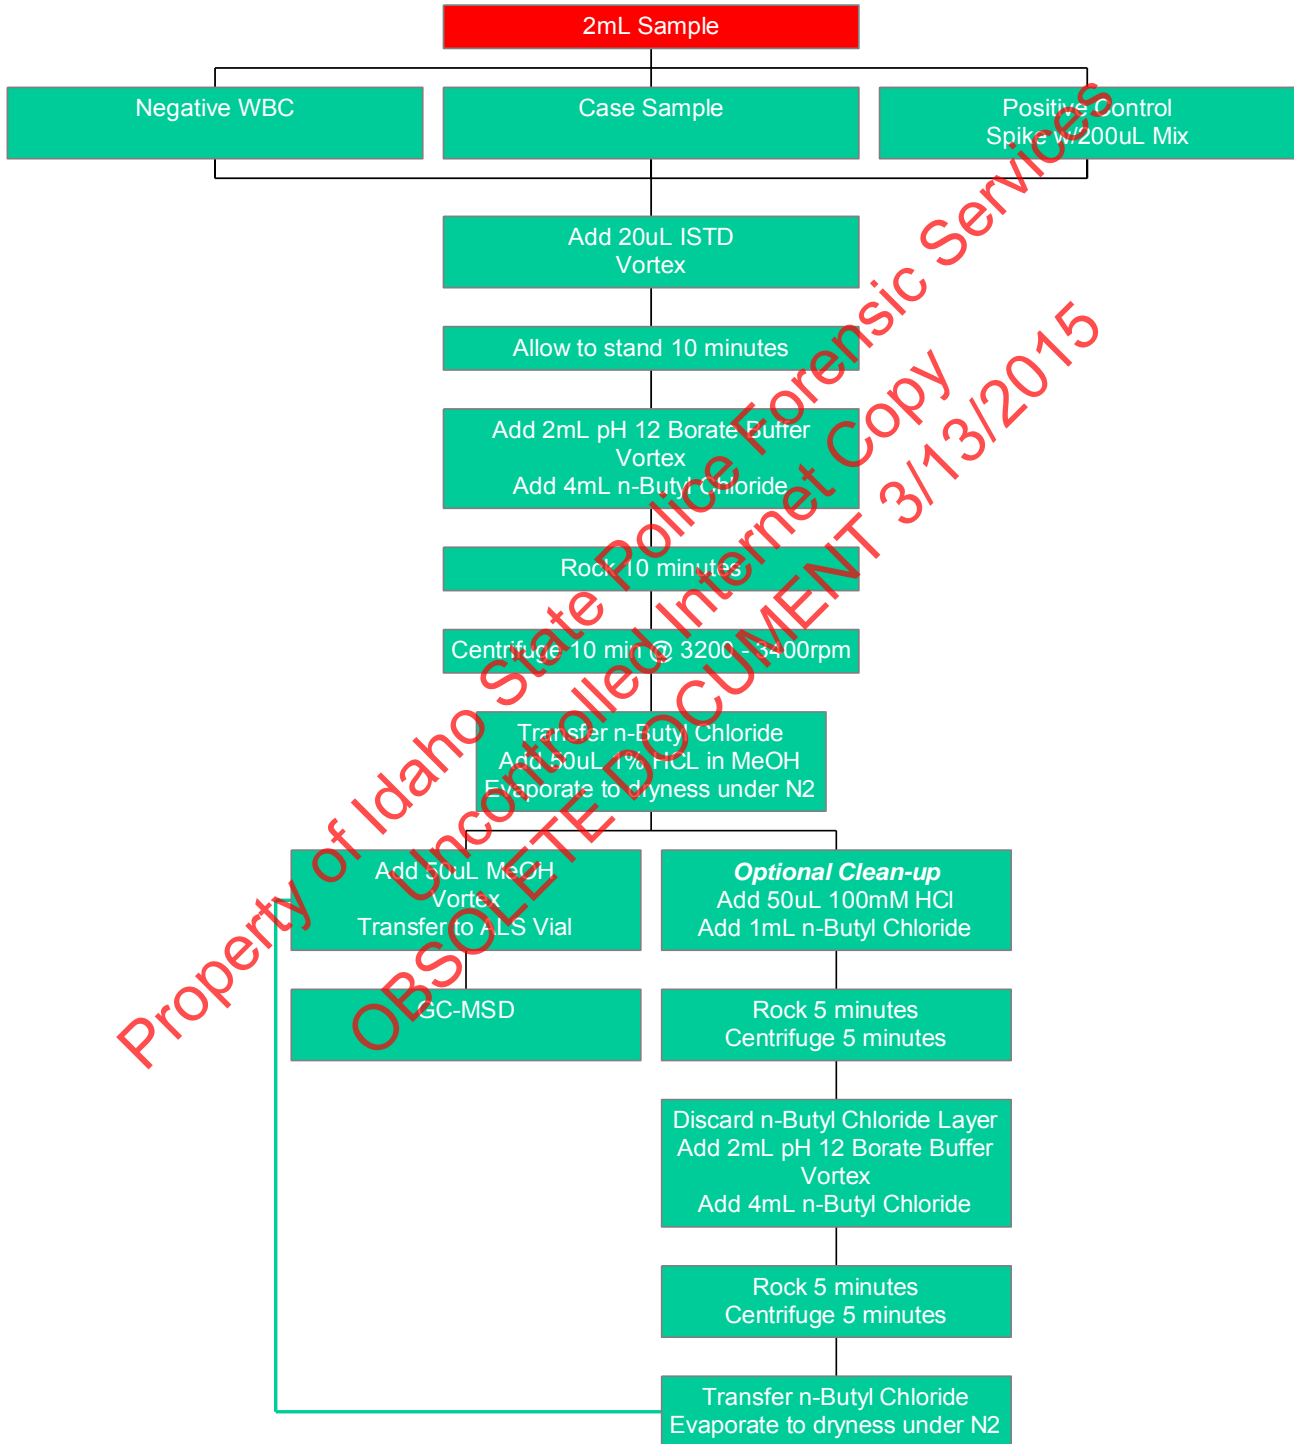 2mL Sample
Negative WBC
Case Sample
Positive Control
Spike w/200uL Mix
Add 20uL ISTD
Vortex
Allow to stand 10 minutes
Add 2mL pH 12 Borate Buffer
Vortex
Add 4mL n-Butyl Chloride
Rock 10 minutes
Centrifuge 10 min @ 3200 - 3400rpm
Transfer n-Butyl Chloride
Add 50uL 1% HCL in MeOH
Evaporate to dryness under N2
Add 50uL MeOH
Vortex
Transfer to ALS Vial
GC-MSD
Optional Clean-up
Add 50uL 100mM HCl
Add 1mL n-Butyl Chloride
Rock 5 minutes
Centrifuge 5 minutes
Discard n-Butyl Chloride Layer
Add 2mL pH 12 Borate Buffer
Vortex
Add 4mL n-Butyl Chloride
Rock 5 minutes
Centrifuge 5 minutes
Transfer n-Butyl Chloride
Evaporate to dryness under N2
Property of Idaho State Police Forensic Services
Uncontrolled Internet Copy
OBSOLETE DOCUMENT 3/13/2015